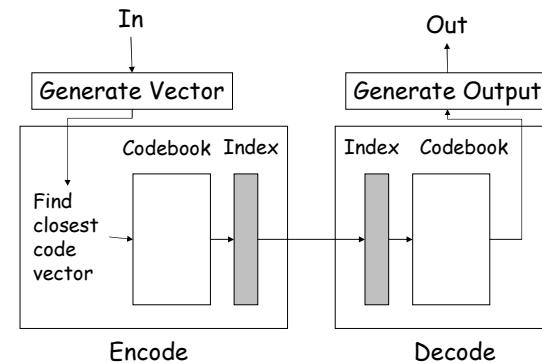 In
Out
Generate Vector
Generate Output
Codebook Index
Index Codebook
Find
closest
code
vector
Encode
Decode